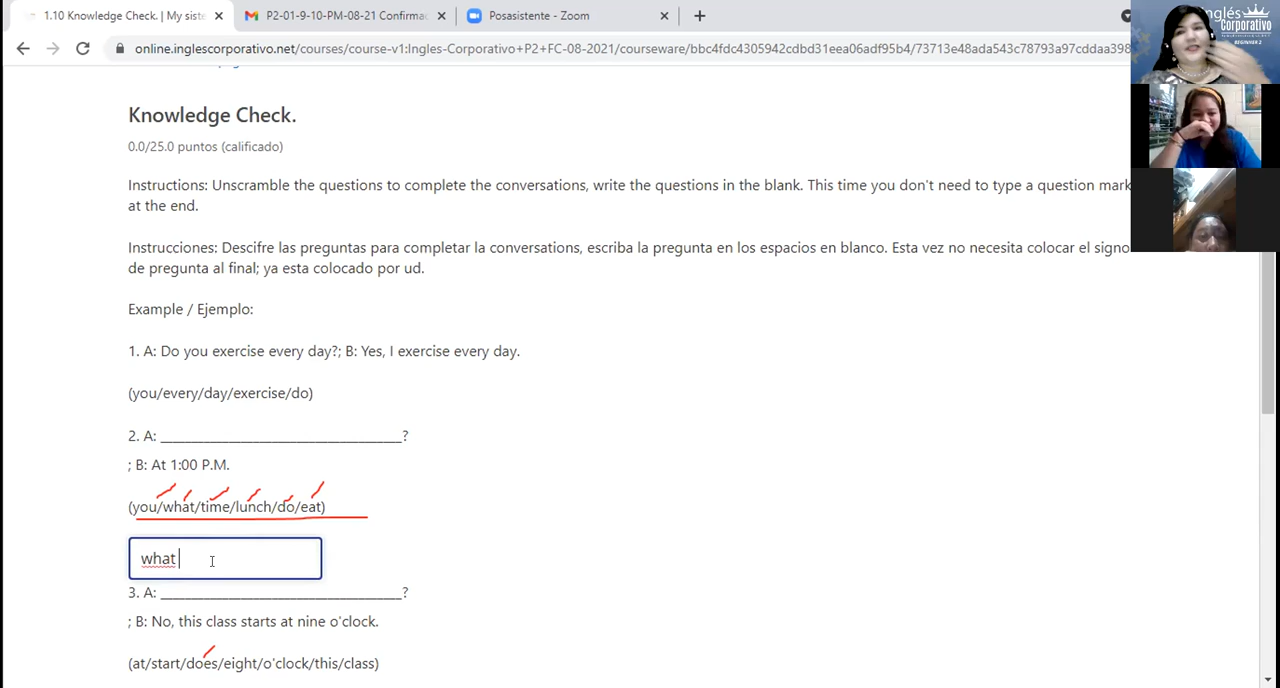 1.10 Knowledge Check. | My siste
P2-01-9-10-PM-08-21 Confirma
Posasistente - Zoom
online.inglescorporativo.net/courses/course-v1:Ingles-Corporativo+P2+FC-08-2021/courseware/bbc4fdc4305942cdbd31eea06adf95b4/73713e48ada543c78793a97cddaa398
Inglés
Corporativo
BEGINNER 2
Knowledge Check.
0.0/25.0 puntos (calificado)
Instructions: Unscramble the questions to complete the conversations, write the questions in the blank. This time you don't need to type a question mark
at the end.
Instrucciones: Descifre las preguntas para completar la conversations, escriba la pregunta en los espacios en blanco. Esta vez no necesita colocar el signo
de pregunta al final; ya esta colocado por ud.
Example / Ejemplo:
1. A: Do you exercise every day?; B: Yes, I exercise every day.
(you/every/day/exercise/do)
2. A: ________________________________?
; B: At 1:00 P.M.
(you/what/time/lunch/do/eat)
what
3. A: ________________________________?
; B: No, this class starts at nine o'clock.
(at/start/does/eight/o'clock/this/class)